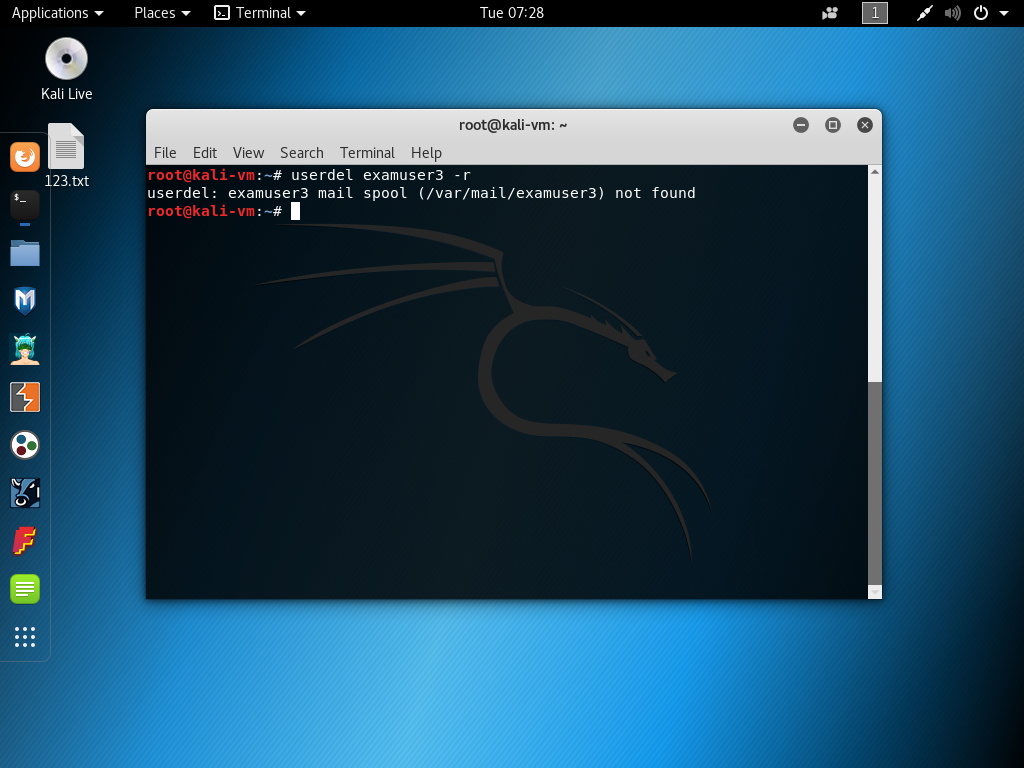 Applications Places Terminal Tue 07:28 1
Kali Live
123.txt
root@kali-vm: ~
File Edit View Search Terminal Help
root@kali-vm:~# userdel examuser3 -r
userdel: examuser3 mail spool (/var/mail/examuser3) not found
root@kali-vm:~#